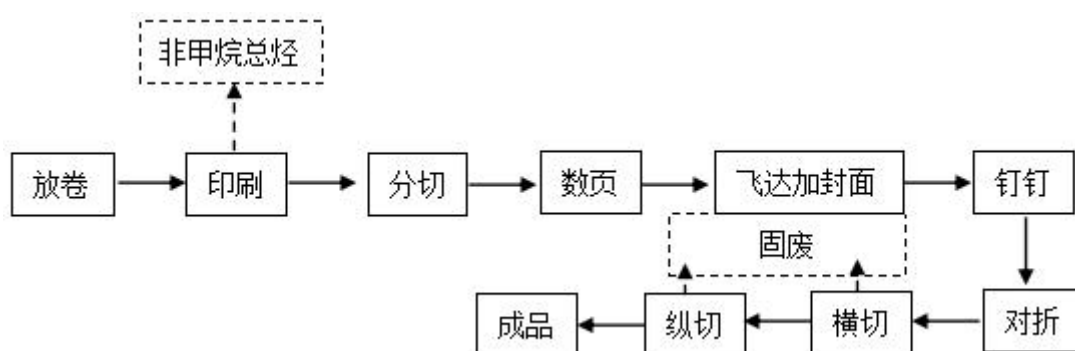 非甲烷总烃
放卷
印刷
分切
数页
飞达加封面
钉钉
固废
成品
纵切
横切
对折